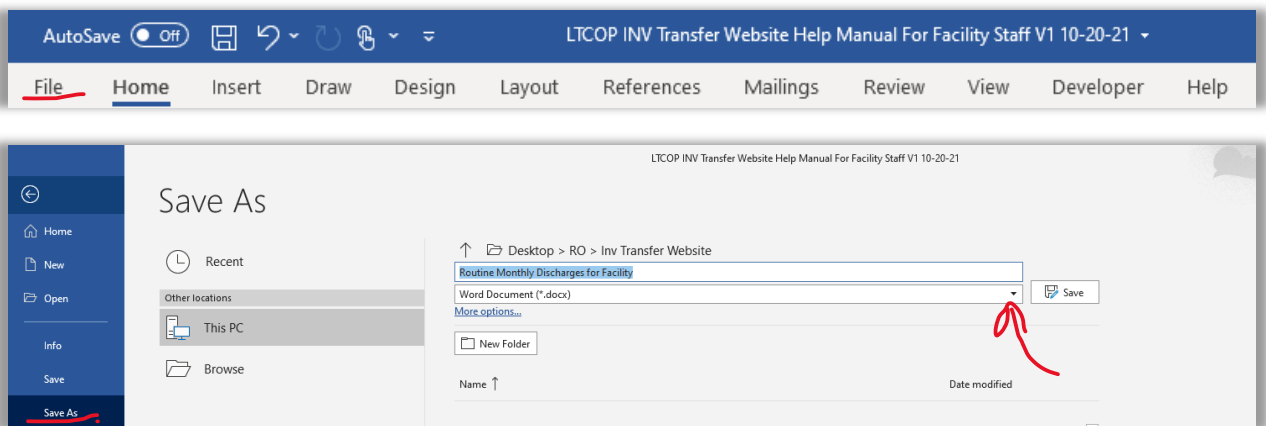 AutoSave Off LTCOP INV Transfer Website Help Manual For Facility Staff V1 10-20-21
File Home Insert Draw Design Layout References Mailings Review View Developer Help
LTCOP INV Transfer Website Help Manual For Facility Staff V1 10-20-21
Save As
Home
New
Open
Info
Save
Save As
Recent
Other locations
This PC
Browse
Desktop > RO > Inv Transfer Website
Routine Monthly Discharges for Facility
Word Document (*.docx)
Save
More options...
New Folder
Name ↑ Date modified